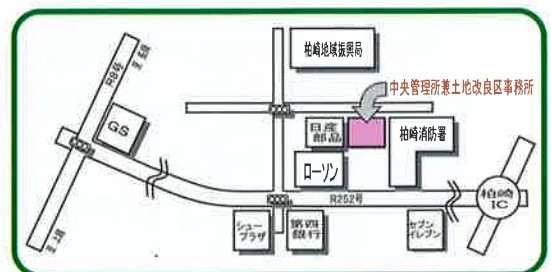 柏崎地域振興局
R8号
中央管理所兼土地改良区事務所
GS
日産
部品
柏崎消防署
ローソン
柏崎
IC
R252号
シュー
プラザ
第四
銀行
セブン
イレブン